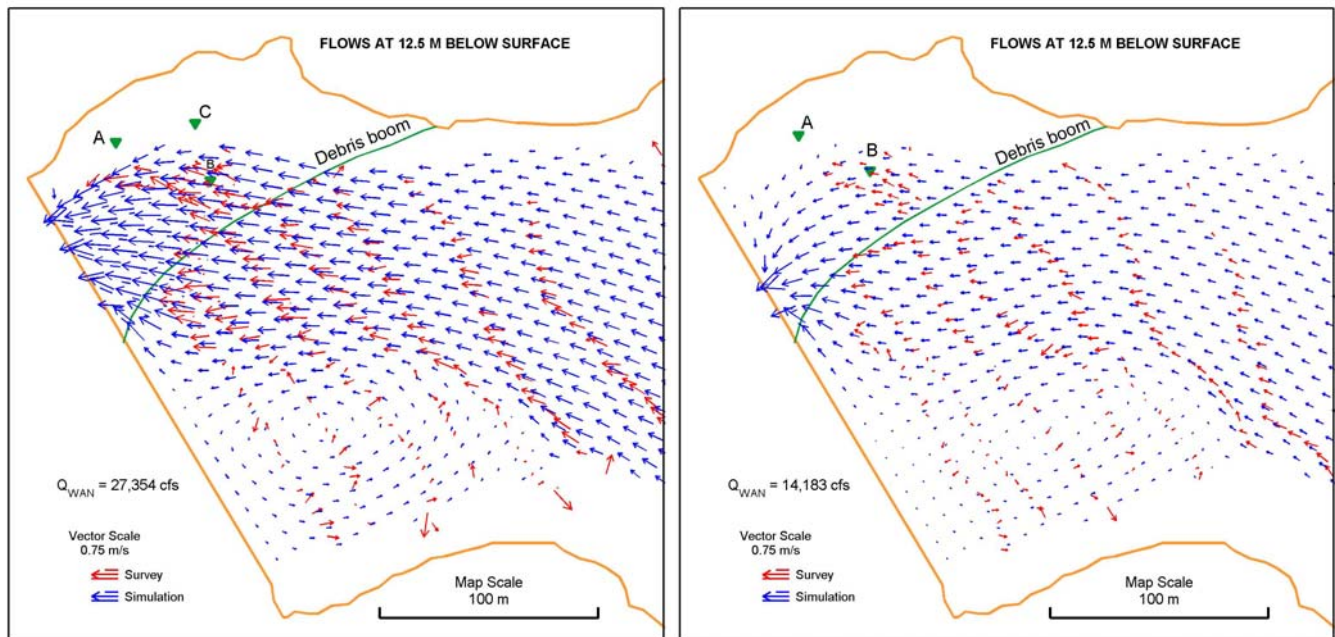 FLOWS AT 12.5 M BELOW SURFACE
C
A
B
Debris boom
Q_WAN = 27,354 cfs
Vector Scale
0.75 m/s
Survey
Simulation
Map Scale
100 m
FLOWS AT 12.5 M BELOW SURFACE
A
B
Debris boom
Q_WAN = 14,183 cfs
Vector Scale
0.75 m/s
Survey
Simulation
Map Scale
100 m